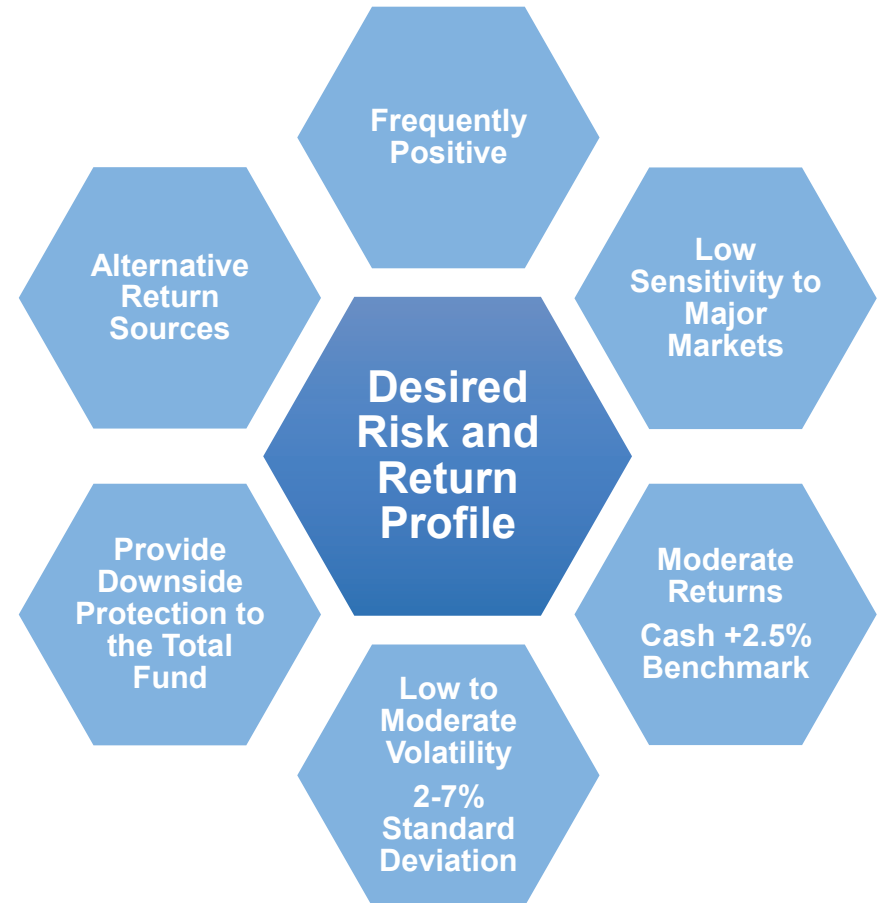 Frequently
Positive
Alternative
Return
Sources
Low
Sensitivity to
Major
Markets
Desired
Risk and
Return
Profile
Provide
Downside
Protection to
the Total
Fund
Moderate
Returns
Cash +2.5%
Benchmark
Low to
Moderate
Volatility
2-7%
Standard
Deviation